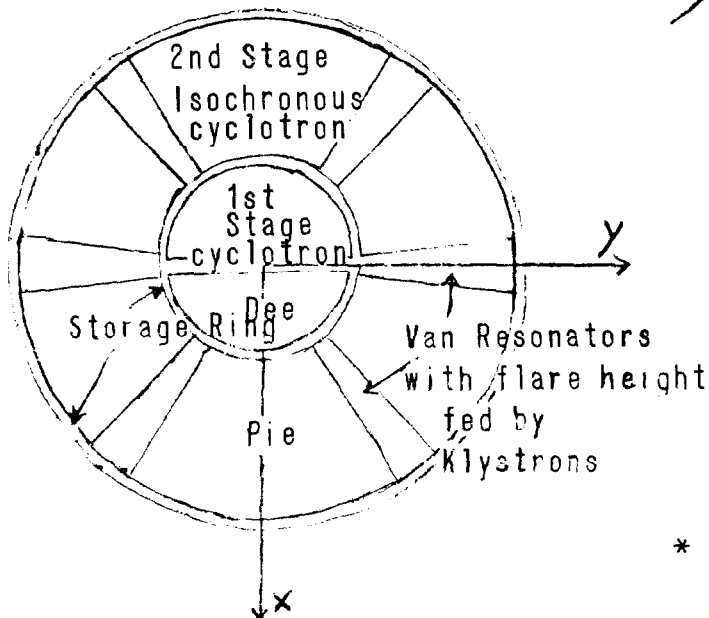 2nd Stage
Isochronous
cyclotron
1st
Stage
cyclotron
y
Dee
Storage Ring
Van Resonators
with flare height
fed by
Klystrons
Pie
*
x